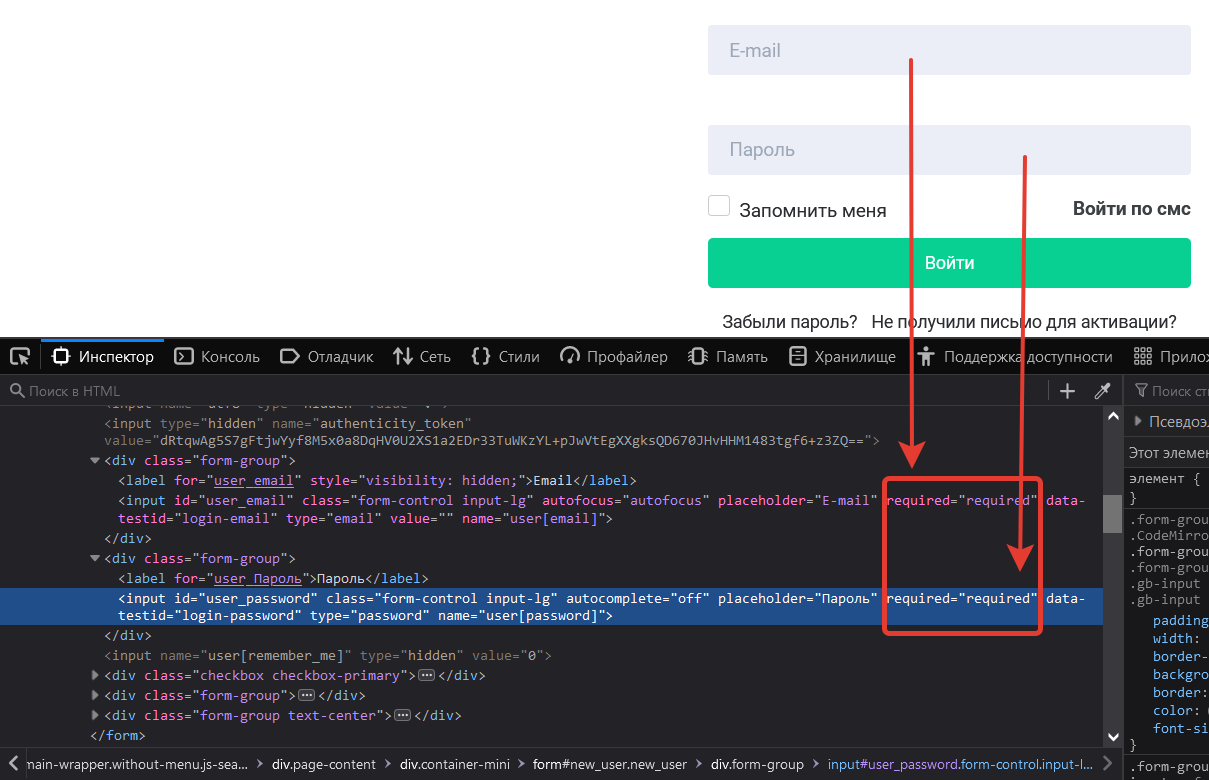 E-mail
Пароль
Запомнить меня Войти по смс
Войти
Забыли пароль? Не получили письмо для активации?
Инспектор Консоль Отладчик Сеть Стили Профайлер Память Хранилище Поддержка доступности Прилож
Поиск в HTML Поиск ст
<input type="hidden" name="authenticity_token"
value="dRtqwAg5S7gFtjwYyf8M5x0a8DqHV0U2XS1a2EDr33TuWKzYL+pJwVtEgXXgksQD670JHvHHM1483tgf6+z3ZQ==">
<div class="form-group">
<label for="user_email" style="visibility: hidden;">Email</label>
<input id="user_email" class="form-control input-lg" autofocus="autofocus" placeholder="E-mail" required="required" data-
testid="login-email" type="email" value="" name="user[email]">
</div>
<div class="form-group">
<label for="user_Пароль">Пароль</label>
<input id="user_password" class="form-control input-lg" autocomplete="off" placeholder="Пароль" required="required" data-
testid="login-password" type="password" name="user[password]">
</div>
<input name="user[remember_me]" type="hidden" value="0">
<div class="checkbox checkbox-primary"> </div>
<div class="form-group"> </div>
<div class="form-group text-center"> </div>
</form>
Псевдоэл
Этот элемен
элемент {
}
.form-grou
.CodeMirro
.form-grou
.form-grou
.gb-input
.gb-input
padding
width:
border-
backgro
border:
color:
font-si
}
.form-grou
main-wrapper.without-menu.js-sea... div.page-content div.container-mini form#new_user.new_user div.form-group input#user_password.form-control.input-l...